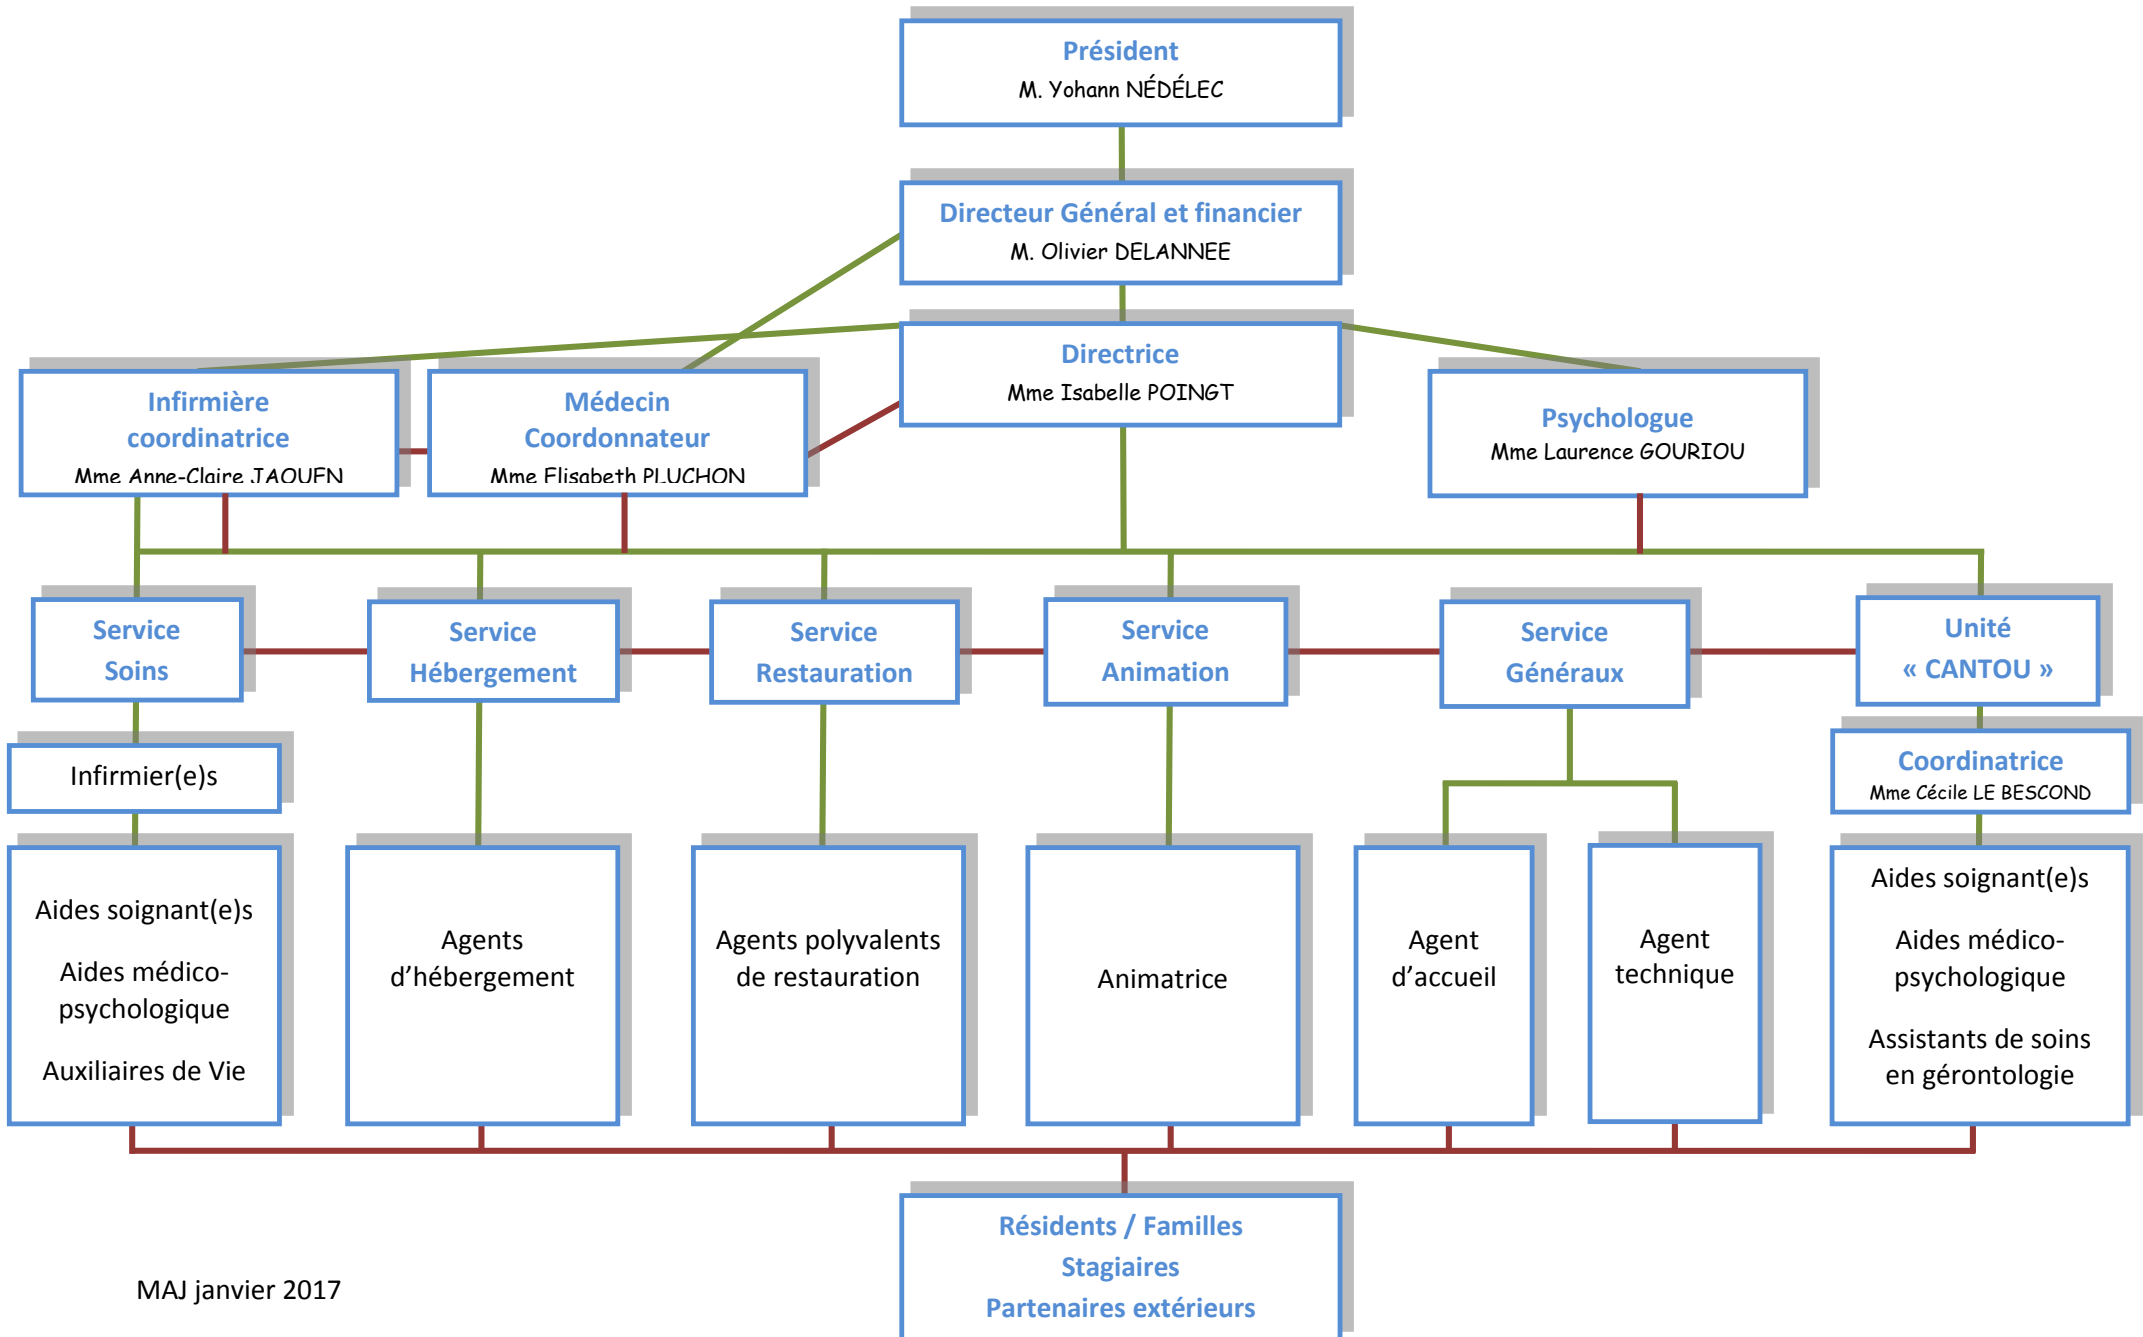 Président
M. Yohann NÉDÉLEC
Directeur Général et financier
M. Olivier DELANNEE
Directrice
Mme Isabelle POINGT
Infirmière
coordinatrice
Mme Anne-Claire JAOUEN
Médecin
Coordonnateur
Mme Elisabeth PLUCHON
Psychologue
Mme Laurence GOURIOU
Service
Soins
Service
Hébergement
Service
Restauration
Service
Animation
Service
Généraux
Unité
« CANTOU »
Infirmier(e)s
Coordinatrice
Mme Cécile LE BESCOND
Aides soignant(e)s
Aides médico-
psychologique
Auxiliaires de Vie
Agents
d’hébergement
Agents polyvalents
de restauration
Animatrice
Agent
d’accueil
Agent
technique
Aides soignant(e)s
Aides médico-
psychologique
Assistants de soins
en gérontologie
Résidents / Familles
Stagiaires
Partenaires extérieurs
MAJ janvier 2017